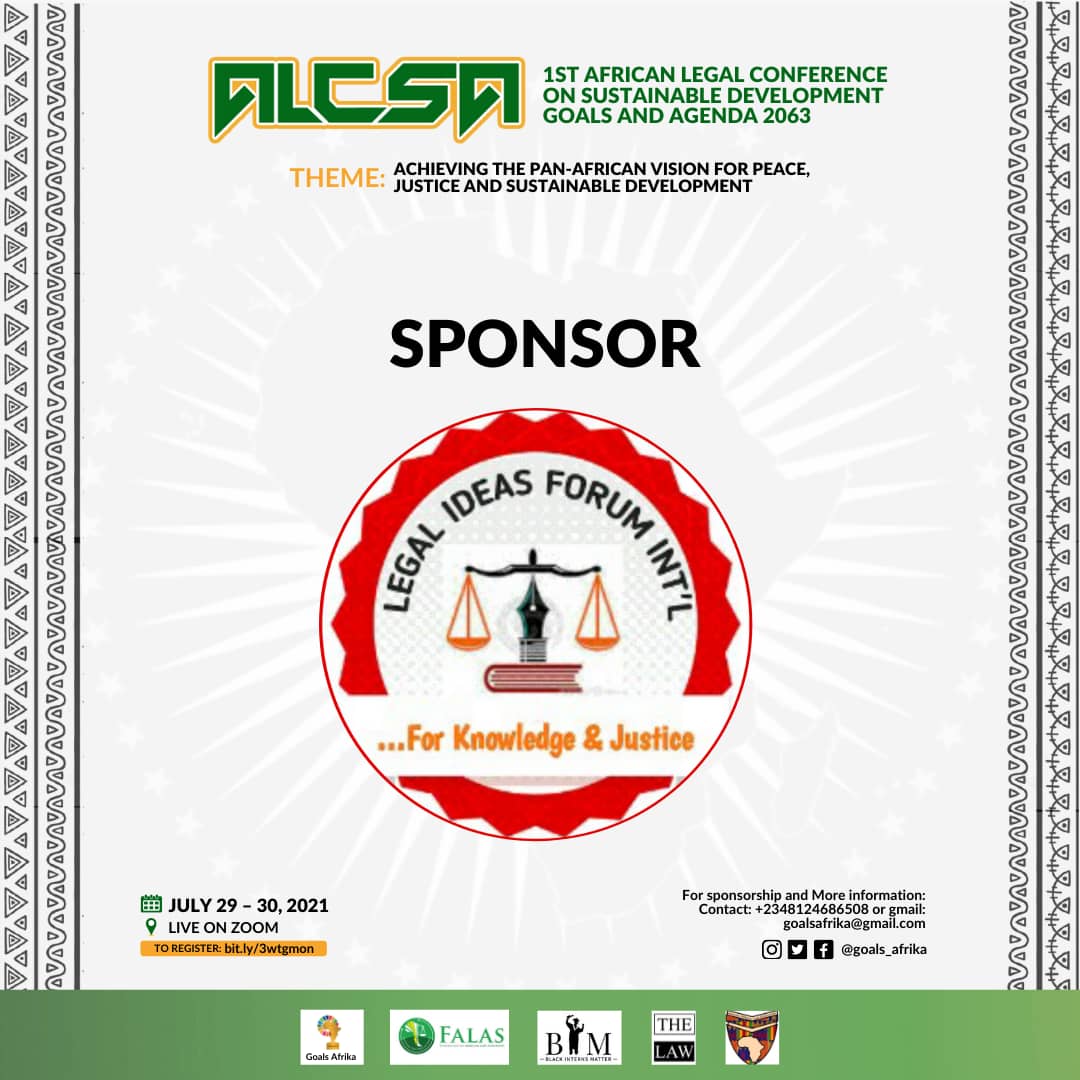 ALCSA
1ST AFRICAN LEGAL CONFERENCE
ON SUSTAINABLE DEVELOPMENT
GOALS AND AGENDA 2063
THEME: ACHIEVING THE PAN-AFRICAN VISION FOR PEACE,
JUSTICE AND SUSTAINABLE DEVELOPMENT
SPONSOR
LEGAL IDEAS FORUM INT'L
...For Knowledge & Justice
JULY 29 – 30, 2021
LIVE ON ZOOM
TO REGISTER: bit.ly/3wtgmon
For sponsorship and More information:
Contact: +2348124686508 or gmail:
goalsafrika@gmail.com
@goals_afrika
Goals Afrika
FALAS
BIM
BLACK INTERNS MATTER
THE
LAW